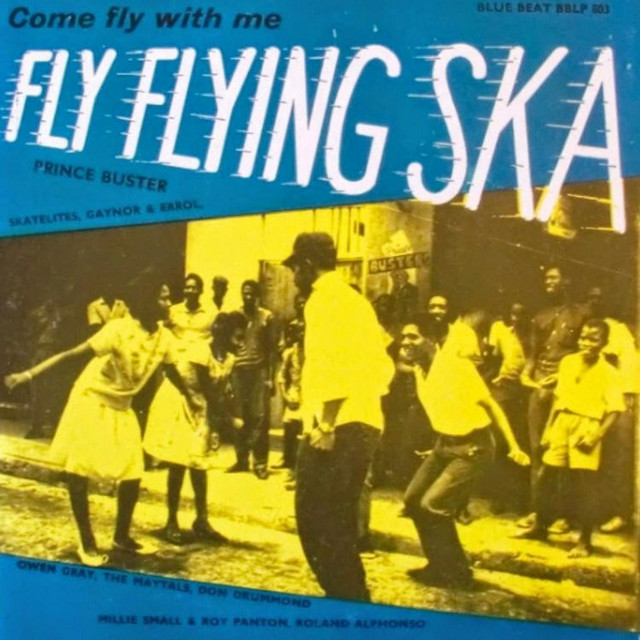 Come fly with me
BLUE BEAT BBLP 803
FLY FLYING SKA
PRINCE BUSTER
SKATELITES, GAYNOR & ERROL,
BUSTER
OWEN GRAY, THE MAYTALS, DON DRUMMOND
MILLIE SMALL & ROY PANTON, ROLAND ALPHONSO